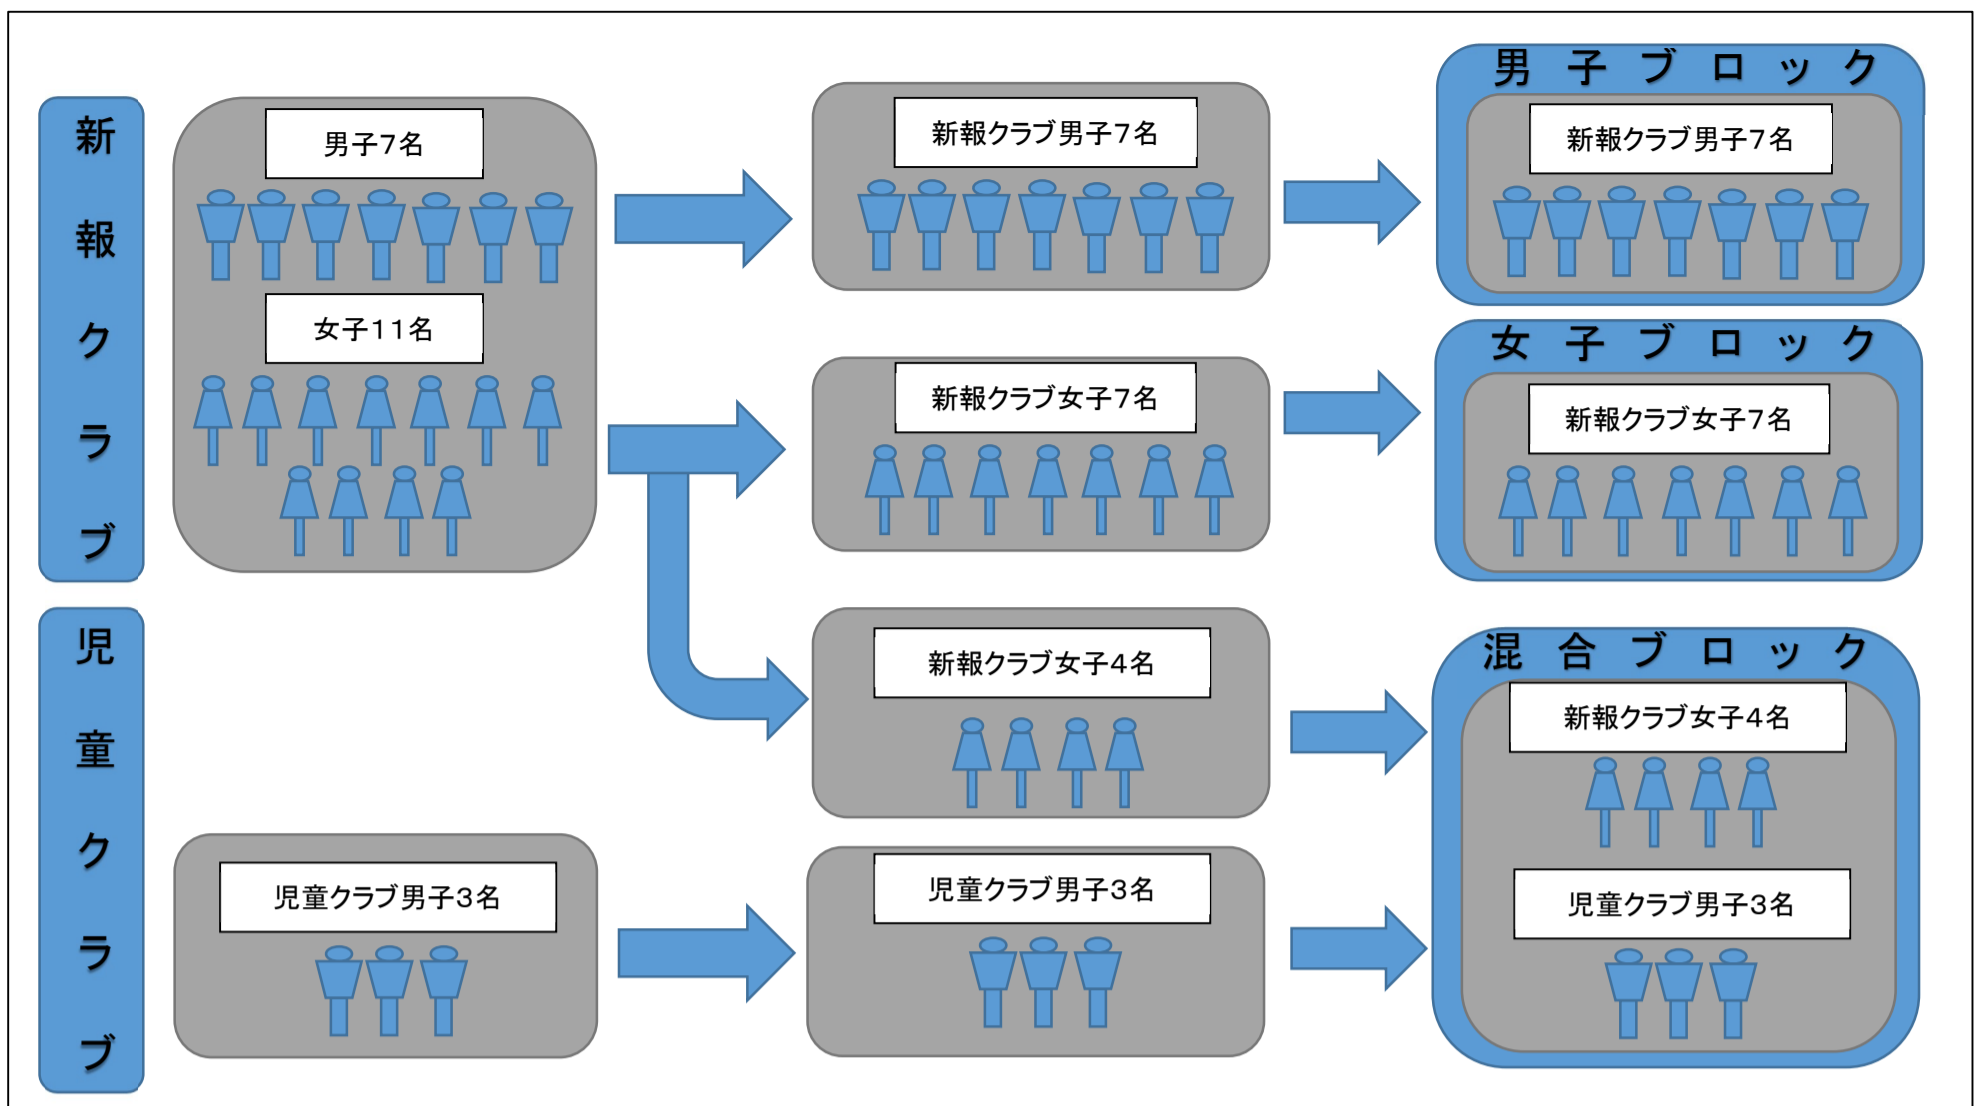 新報クラブ
男子7名
女子11名
新報クラブ男子7名
男子ブロック
新報クラブ男子7名
新報クラブ女子7名
女子ブロック
新報クラブ女子7名
児童クラブ
児童クラブ男子3名
新報クラブ女子4名
児童クラブ男子3名
混合ブロック
新報クラブ女子4名
児童クラブ男子3名